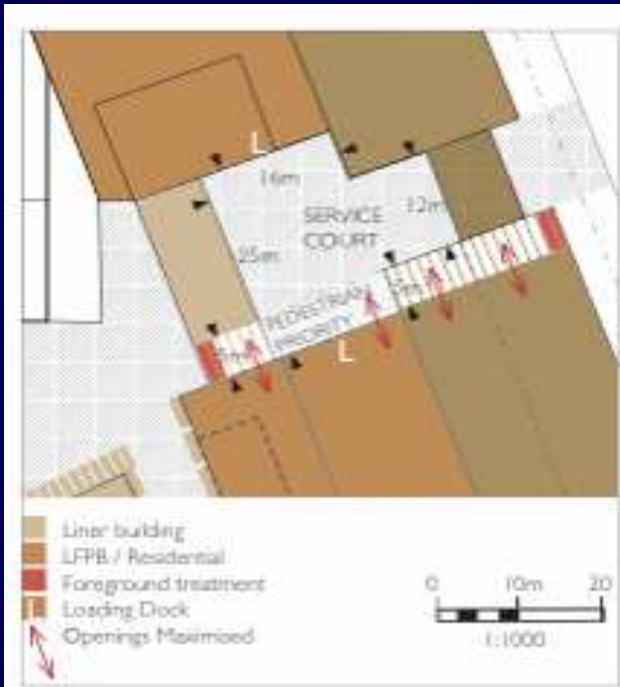 L
16m
SERVICE
COURT
12m
25m
PEDESTRIAN
PRIORITY
5m
L
Liner building
LFPB / Residential
Foreground treatment
L Loading Dock
Openings Maximised
0 10m 20
1:1000